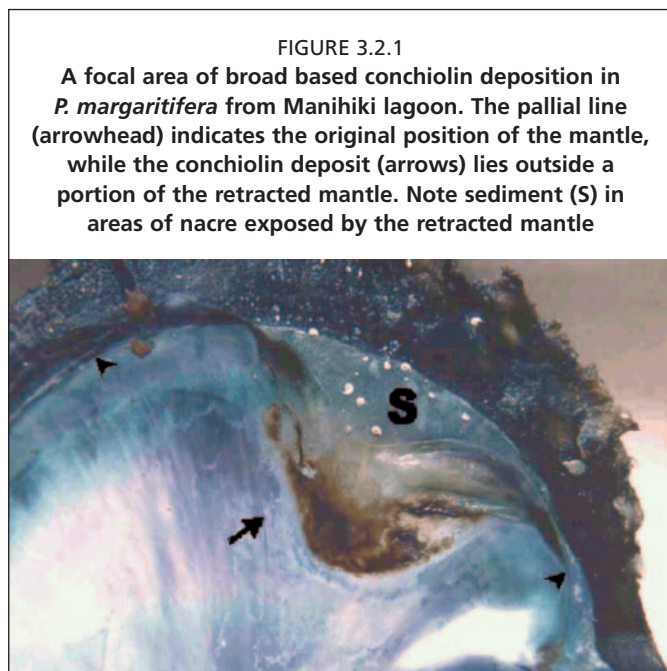 FIGURE 3.2.1
A focal area of broad based conchiolin deposition in
P. margaritifera from Manihiki lagoon. The pallial line
(arrowhead) indicates the original position of the mantle,
while the conchiolin deposit (arrows) lies outside a
portion of the retracted mantle. Note sediment (S) in
areas of nacre exposed by the retracted mantle
S